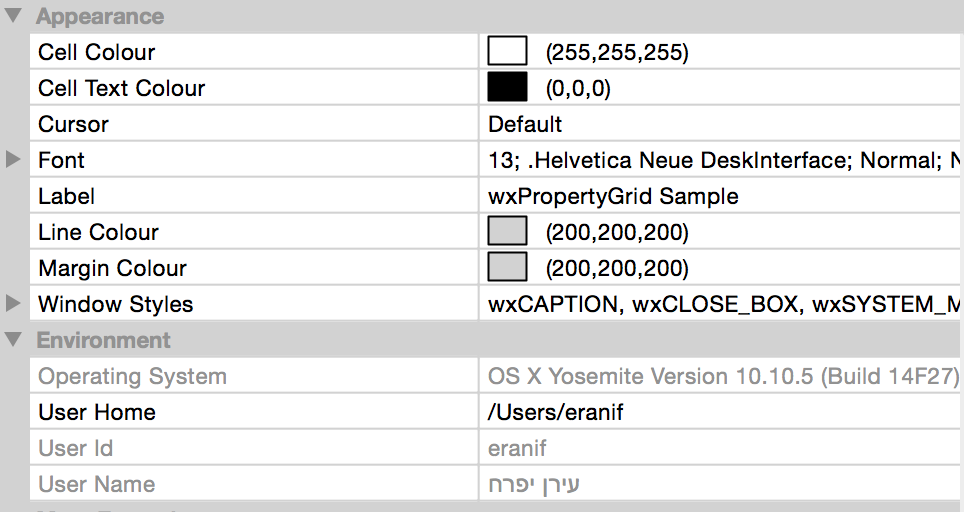 Appearance
Cell Colour (255,255,255)
Cell Text Colour (0,0,0)
Cursor Default
Font 13; .Helvetica Neue DeskInterface; Normal;
Label wxPropertyGrid Sample
Line Colour (200,200,200)
Margin Colour (200,200,200)
Window Styles wxCAPTION, wxCLOSE_BOX, wxSYSTEM_M
Environment
Operating System OS X Yosemite Version 10.10.5 (Build 14F27)
User Home /Users/eranif
User Id eranif
User Name עירן יפרח